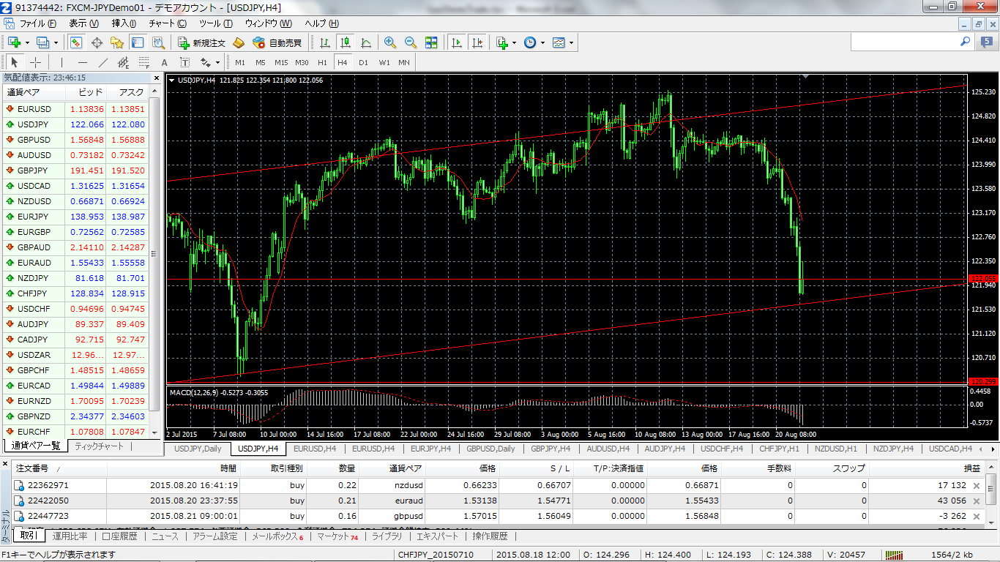 91374442: FXCM-JPYDemo01 - デモアカウント - [USDJPY,H4]
ファイル (F) 表示 (V) 挿入(I) チャート (C) ツール (T) ウィンドウ (W) ヘルプ (H)
新規注文 自動売買 5
A T M1 M5 M15 M30 H1 H4 D1 W1 MN
気配値表示: 23:46:15
通貨ペア ビッド アスク
EURUSD 1.13836 1.13851
USDJPY 122.066 122.080
GBPUSD 1.56848 1.56888
AUDUSD 0.73182 0.73242
GBPJPY 191.451 191.520
USDCAD 1.31625 1.31654
NZDUSD 0.66871 0.66924
EURJPY 138.953 138.987
EURGBP 0.72562 0.72585
GBPAUD 2.14110 2.14287
EURAUD 1.55433 1.55558
NZDJPY 81.618 81.701
CHFJPY 128.834 128.915
USDCHF 0.94696 0.94745
AUDJPY 89.337 89.409
CADJPY 92.715 92.747
USDZAR 12.96... 12.97...
GBPCHF 1.48515 1.48659
EURCAD 1.49844 1.49889
EURNZD 1.70095 1.70239
GBPNZD 2.34377 2.34603
EURCHF 1.07808 1.07847
通貨ペア一覧 ティックチャート
USDJPY,H4 121.825 122.354 121.800 122.056
125.230
124.820
124.410
123.990
123.580
123.170
122.760
122.350
122.055
121.940
121.530
121.120
120.710
120.299
MACD(12,26,9) -0.5273 -0.3055
0.4458
0.00
-0.5737
2 Jul 2015 7 Jul 08:00 10 Jul 00:00 14 Jul 16:00 17 Jul 08:00 22 Jul 00:00 24 Jul 16:00 29 Jul 08:00 3 Aug 00:00 5 Aug 16:00 10 Aug 08:00 13 Aug 00:00 17 Aug 16:00 20 Aug 08:00
USDJPY,Daily USDJPY,H4 EURUSD,H4 EURUSD,H4 EURJPY,H4 GBPUSD,Daily GBPJPY,H4 AUDUSD,H4 AUDJPY,H4 USDCHF,H4 CHFJPY,H1 NZDUSD,H1 NZDJPY,H4 USDCAD,H4
注文番号 / 時間 取引種別 数量 通貨ペア 価格 S / L T/P:決済指値 価格 手数料 スワップ 損益
22362971 2015.08.20 16:41:19 buy 0.22 nzdusd 0.66233 0.66707 0.00000 0.66871 0 0 17 132
22422050 2015.08.20 23:37:55 buy 0.21 euraud 1.53138 1.54771 0.00000 1.55433 0 0 43 056
22447723 2015.08.21 09:00:01 buy 0.16 gbpusd 1.57015 1.56049 0.00000 1.56848 0 0 -3 262
ターミナル
取引 運用比率 口座履歴 ニュース アラーム設定 メールボックス 6 マーケット 74 ライブラリ エキスパート 操作履歴
F1キーでヘルプが表示されます CHFJPY_20150710 2015.08.18 12:00 O: 124.296 H: 124.400 L: 124.193 C: 124.388 V: 20457 1564/2 kb